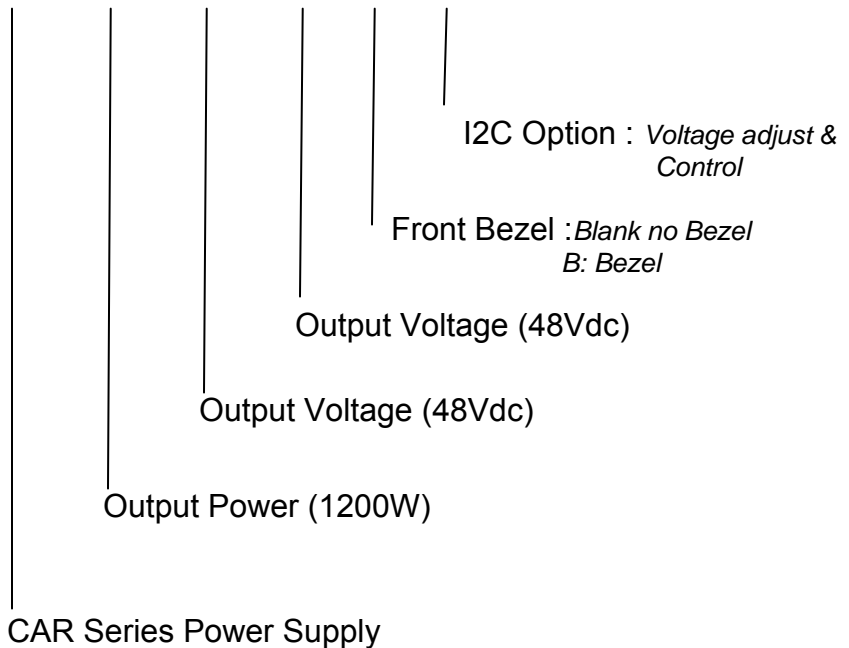 I2C Option : Voltage adjust &
Control
Front Bezel :Blank no Bezel
B: Bezel
Output Voltage (48Vdc)
Output Voltage (48Vdc)
Output Power (1200W)
CAR Series Power Supply